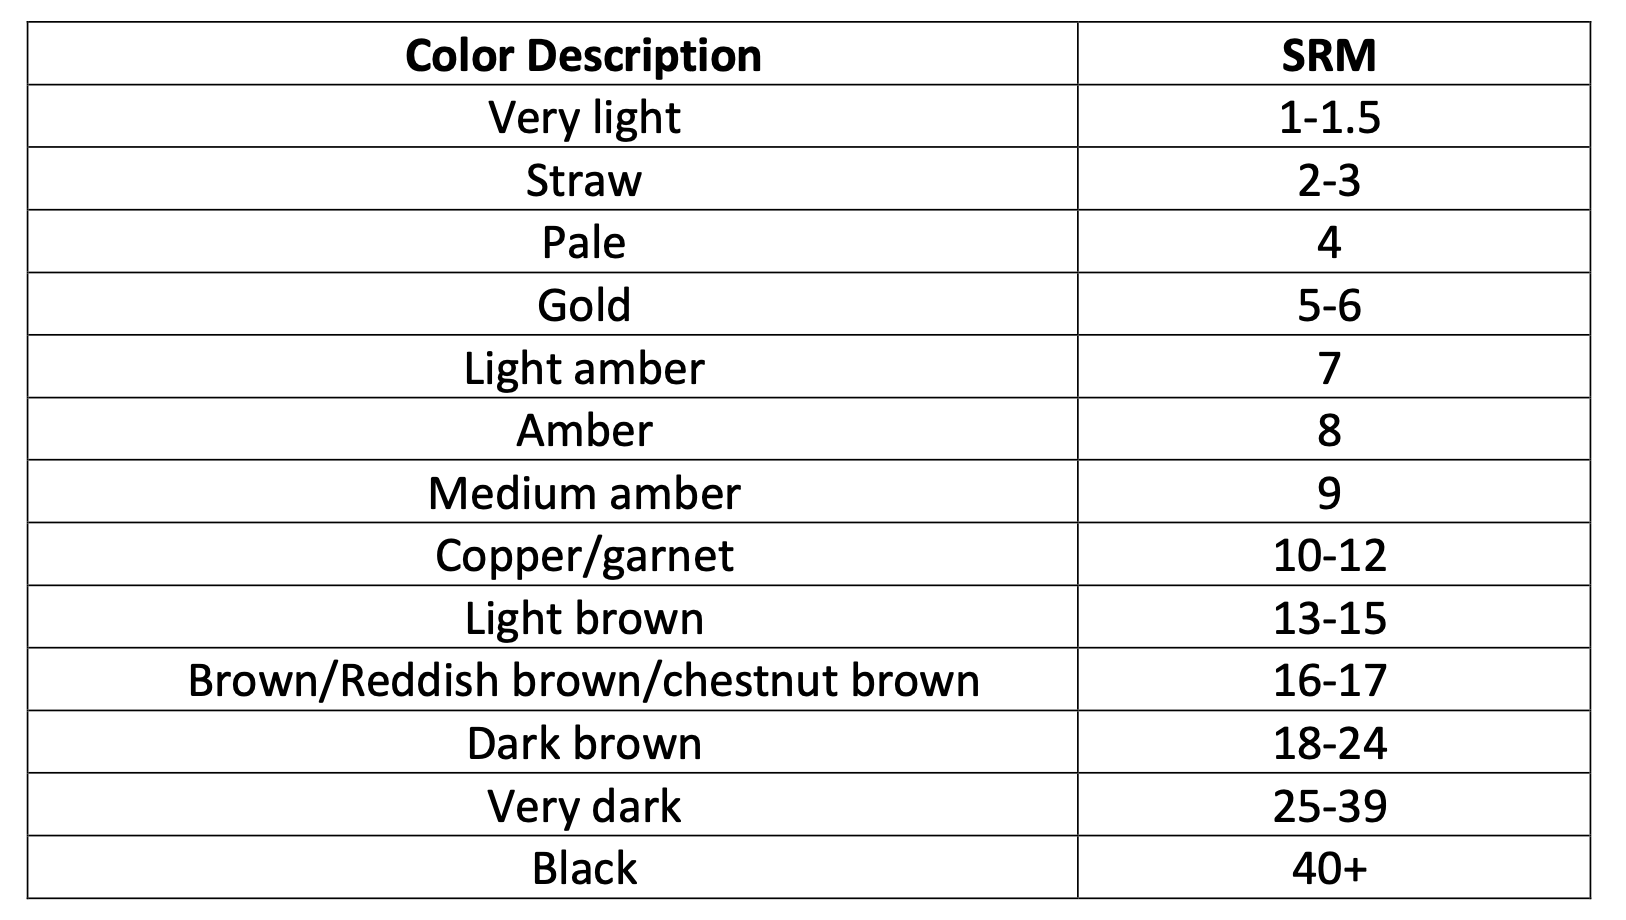 Color Description SRM
Very light 1-1.5
Straw 2-3
Pale 4
Gold 5-6
Light amber 7
Amber 8
Medium amber 9
Copper/garnet 10-12
Light brown 13-15
Brown/Reddish brown/chestnut brown 16-17
Dark brown 18-24
Very dark 25-39
Black 40+